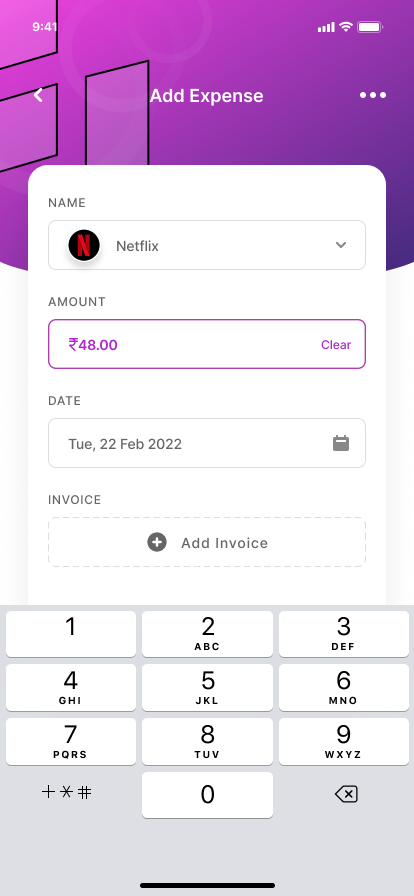 9:41
Add Expense
NAME
N Netflix
AMOUNT
₹48.00 Clear
DATE
Tue, 22 Feb 2022
INVOICE
Add Invoice
1 2 3
ABC DEF
4 5 6
GHI JKL MNO
7 8 9
PQRS TUV WXYZ
+*# 0